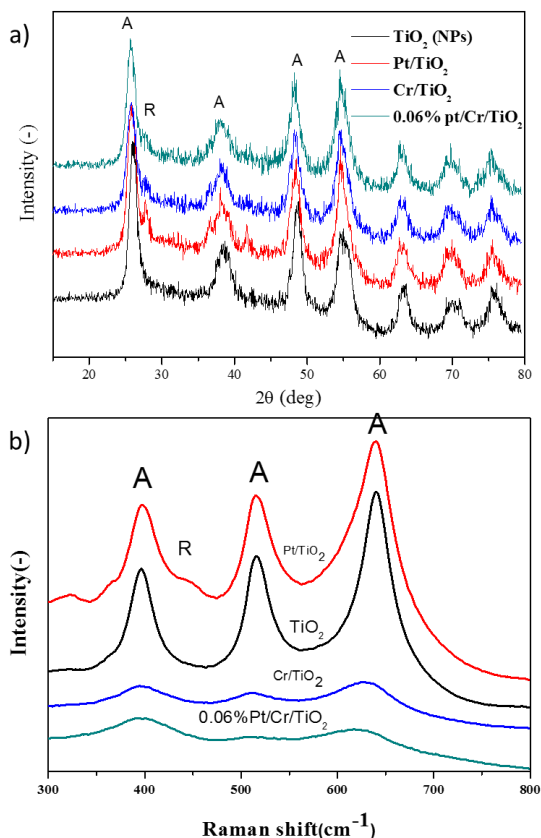 a)
A
R
A
A
A
TiO₂ (NPs)
Pt/TiO₂
Cr/TiO₂
0.06% pt/Cr/TiO₂
Intensity (-)
20 30 40 50 60 70 80
2θ (deg)
b)
A
R
A
A
Pt/TiO₂
TiO₂
Cr/TiO₂
0.06%Pt/Cr/TiO₂
Intensity(-)
300 400 500 600 700 800
Raman shift(cm⁻¹)